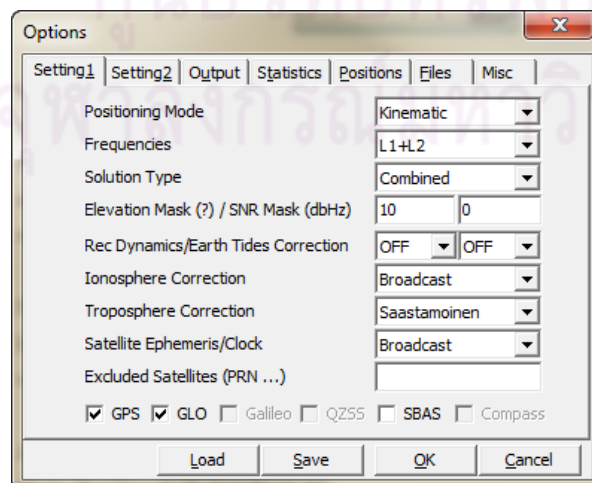 Options
Setting1 Setting2 Output Statistics Positions Files Misc
Positioning Mode Kinematic
Frequencies L1+L2
Solution Type Combined
Elevation Mask (?) / SNR Mask (dbHz) 10 0
Rec Dynamics/Earth Tides Correction OFF OFF
Ionosphere Correction Broadcast
Troposphere Correction Saastamoinen
Satellite Ephemeris/Clock Broadcast
Excluded Satellites (PRN ...)
GPS GLO Galileo QZSS SBAS Compass
Load Save OK Cancel